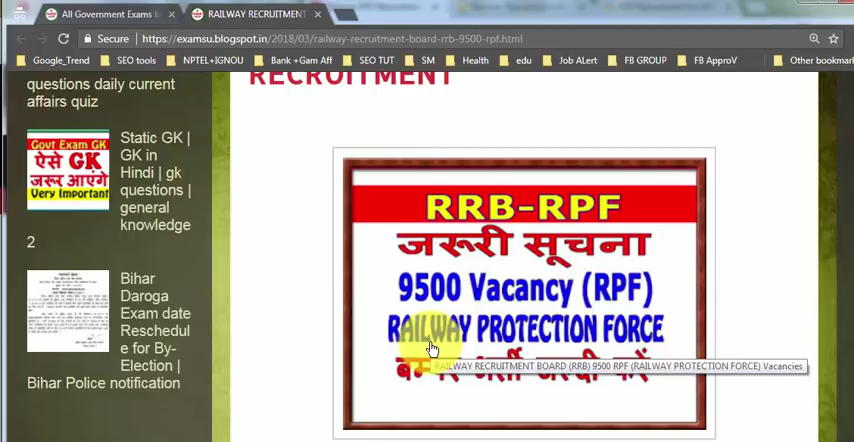 All Government Exams I
RAILWAY RECRUITMENT
Secure
https://examsu.blogspot.in/2018/03/railway-recruitment-board-rrb-9500-rpf.html
Google_Trend
SEO tools
NPTEL+IGNOU
Bank +Gam Aff
SEO TUT
SM
Health
edu
Job ALert
FB GROUP
FB ApproV
Other bookmar
questions daily current
affairs quiz
Static GK |
GK in
Hindi | gk
questions |
general
knowledge
2
Govt Exam GK
ऐसे GK
जरूर आएंगे
Very Important
Bihar
Daroga
Exam date
Reschedul
e for By-
Election |
Bihar Police notification
RECRUITMENT
RRB-RPF
जरूरी सूचना
9500 Vacancy (RPF)
RAILWAY PROTECTION FORCE
RAILWAY RECRUITMENT BOARD (RRB) 9500 RPF (RAILWAY PROTECTION FORCE) Vacancies